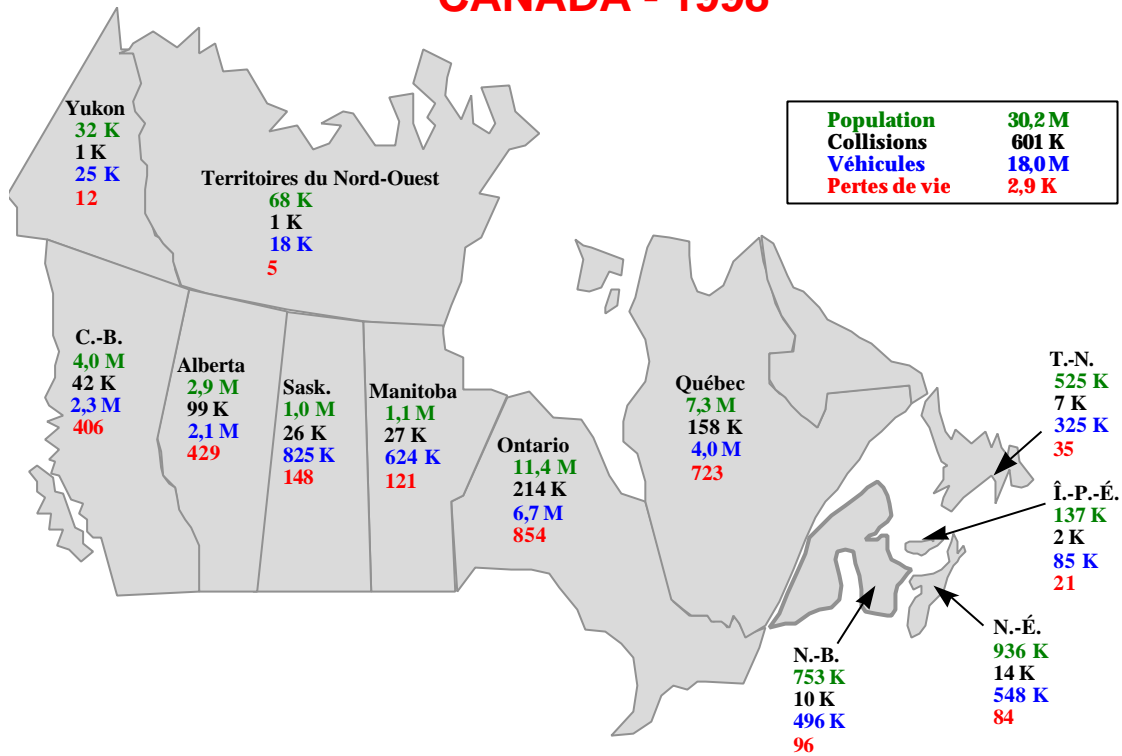 CANADA - 1998
Yukon
32 K
1 K
25 K
12
Territoires du Nord-Ouest
68 K
1 K
18 K
5
Population 30,2 M
Collisions 601 K
Véhicules 18,0 M
Pertes de vie 2,9 K
C.-B.
4,0 M
42 K
2,3 M
406
Alberta
2,9 M
99 K
2,1 M
429
Sask.
1,0 M
26 K
825 K
148
Manitoba
1,1 M
27 K
624 K
121
Ontario
11,4 M
214 K
6,7 M
854
Québec
7,3 M
158 K
4,0 M
723
T.-N.
525 K
7 K
325 K
35
Î.-P.-É.
137 K
2 K
85 K
21
N.-É.
936 K
14 K
548 K
84
N.-B.
753 K
10 K
496 K
96